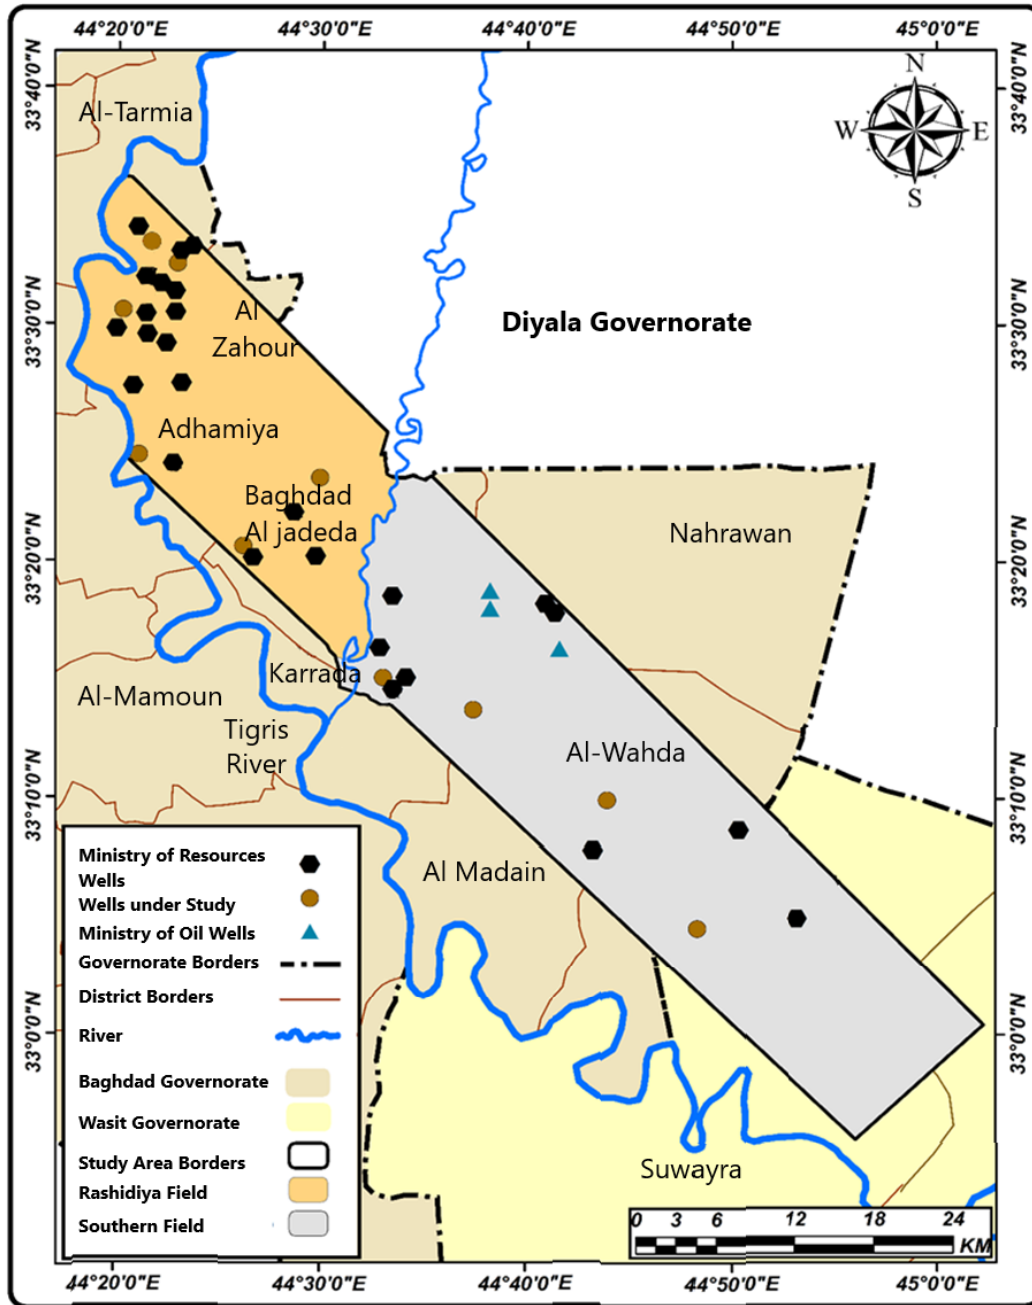 44°20'0"E 44°30'0"E 44°40'0"E 44°50'0"E 45°0'0"E
33°40'0"N
33°40'0"N
N
W E
S
Al-Tarmia
33°30'0"N
33°30'0"N
Al
Zahour
Diyala Governorate
Adhamiya
Baghdad
Al jadeda
Nahrawan
33°20'0"N
33°20'0"N
Karrada
Al-Mamoun
Tigris
River
Al-Wahda
33°10'0"N
33°10'0"N
Al Madain
Ministry of Resources
Wells
Wells under Study
Ministry of Oil Wells
Governorate Borders
District Borders
River
Baghdad Governorate
Wasit Governorate
Study Area Borders
Rashidiya Field
Southern Field
33°0'0"N
33°0'0"N
Suwayra
0 3 6 12 18 24
KM
44°20'0"E 44°30'0"E 44°40'0"E 44°50'0"E 45°0'0"E